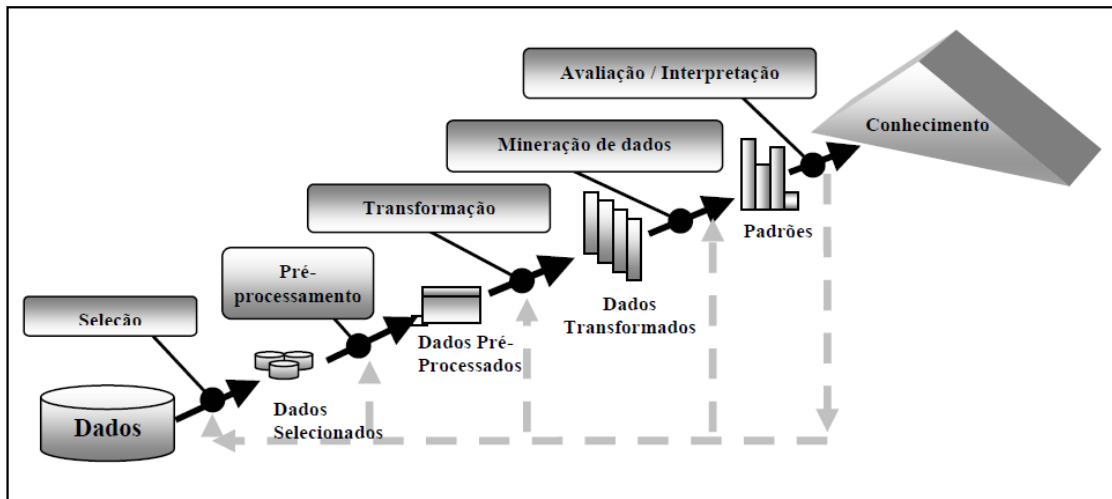 Avaliação / Interpretação
Conhecimento
Mineração de dados
Transformação
Padrões
Pré-
processamento
Dados
Transformados
Seleção
Dados Pré-
Processados
Dados
Dados
Selecionados